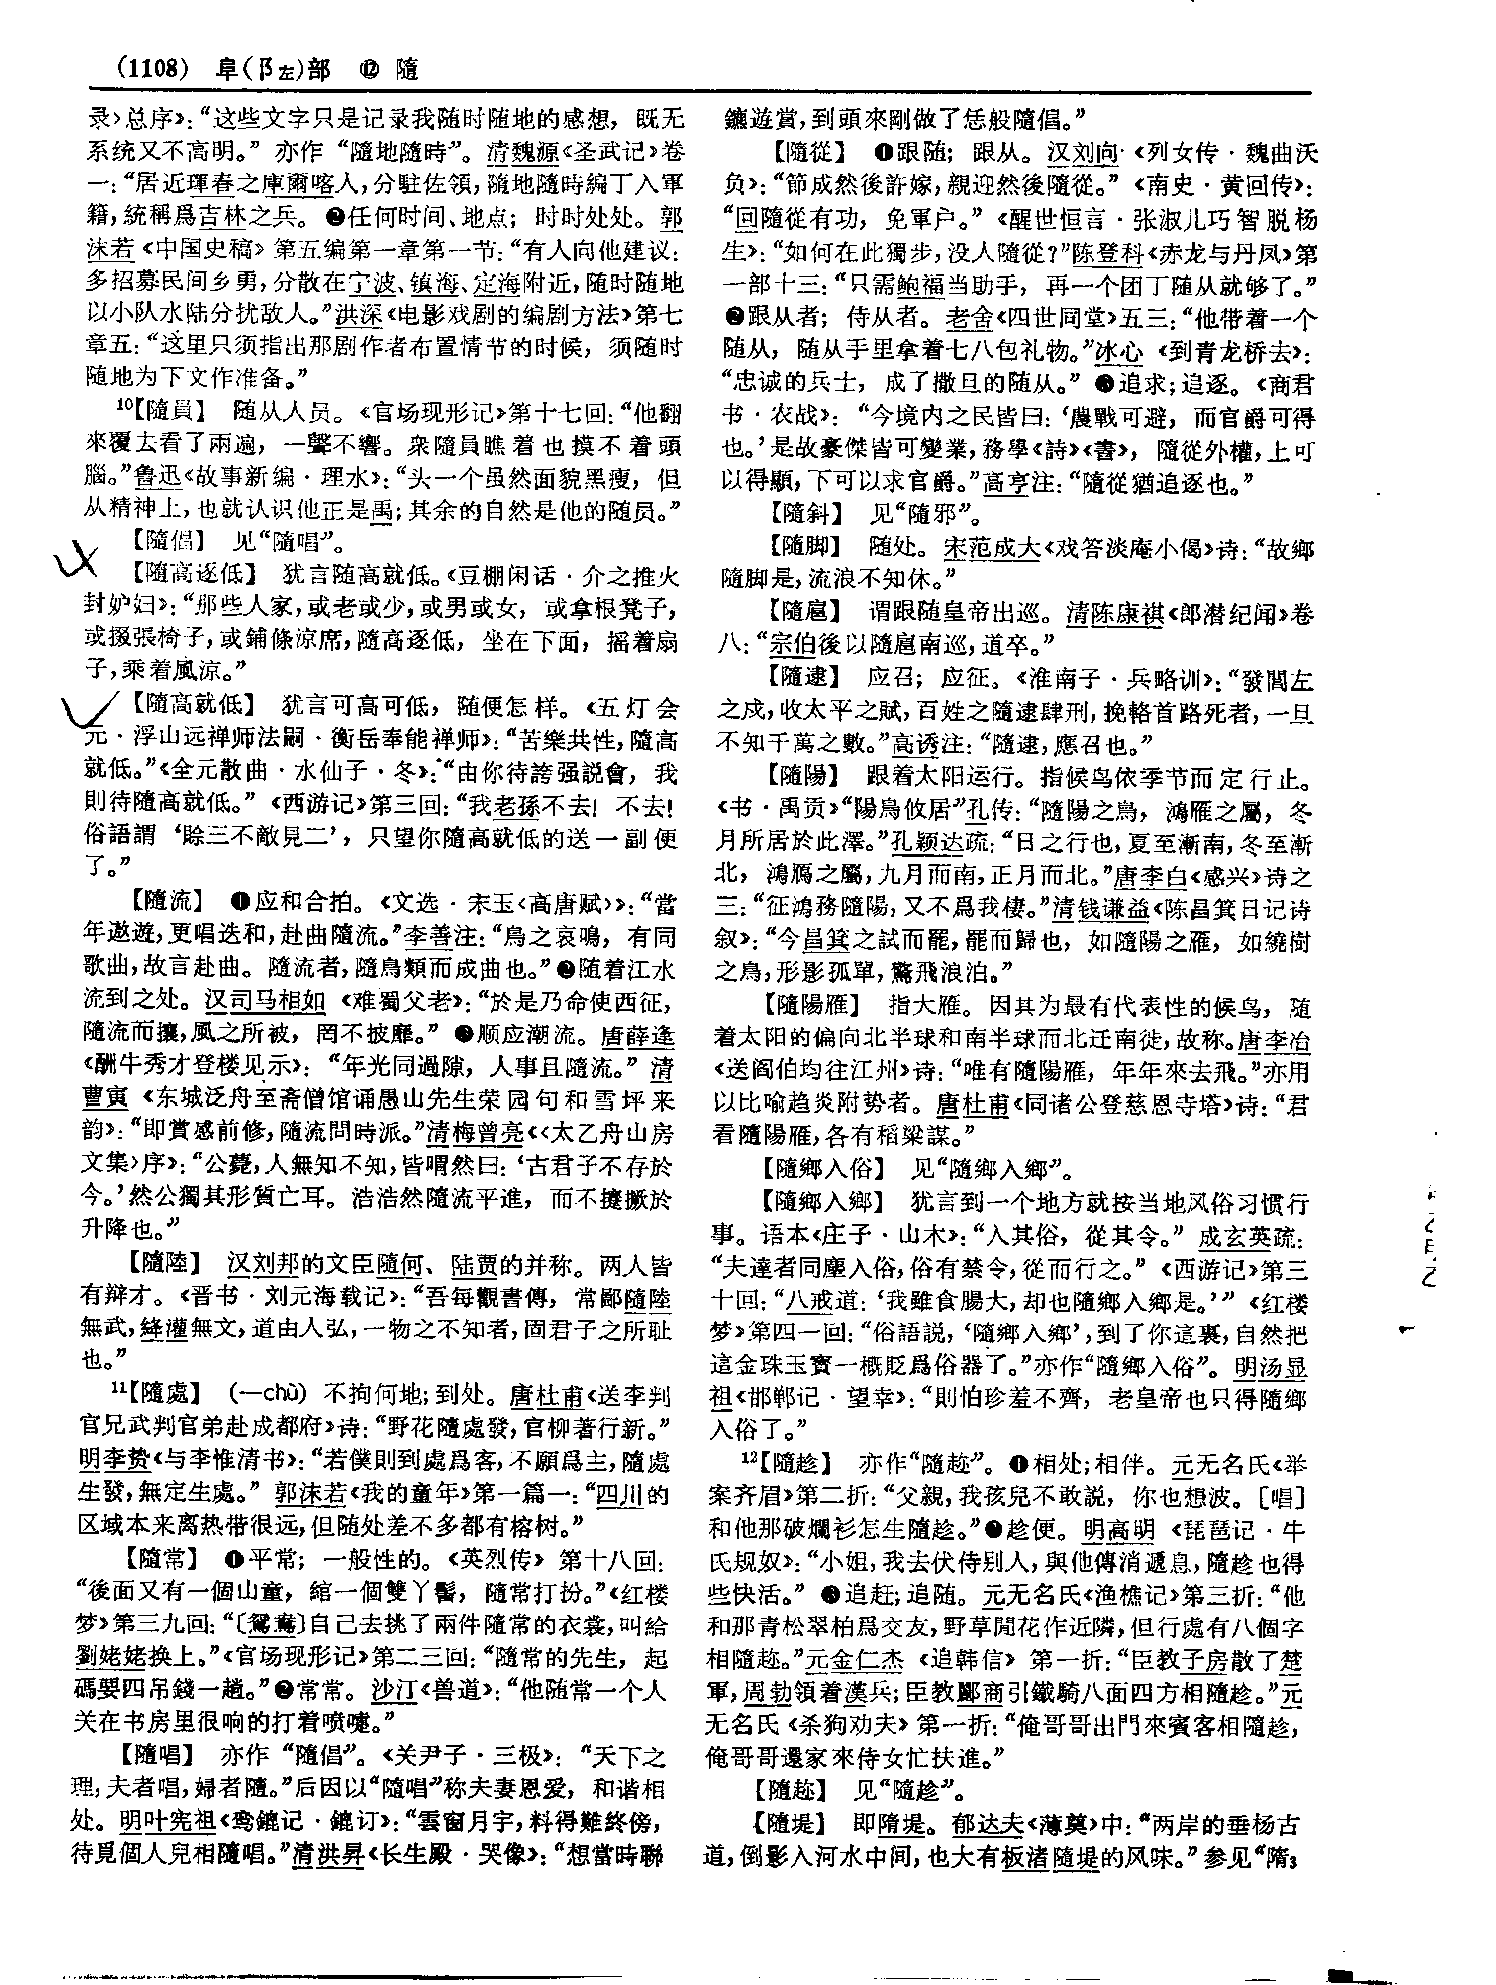 (1108) 阜(阝左)部 ⑫ 隨
录〉总序》：“这些文字只是记录我随时随地的感想，既无
系统又不高明。”亦作“隨地隨時”。清魏源《圣武记》卷
一：“居近琿春之庫爾喀人，分駐佐領，隨地隨時編丁入軍
籍，統稱爲吉林之兵。❷任何时间、地点；时时处处。郭
沫若《中国史稿》第五编第一章第一节：“有人向他建议：
多招募民间乡勇，分散在宁波、镇海、定海附近，随时随地
以小队水陆分扰敌人。”洪深《电影戏剧的编剧方法》第七
章五：“这里只须指出那剧作者布置情节的时候，须随时
随地为下文作准备。”
¹⁰【隨員】 随从人员。《官场现形记》第十七回：“他翻
來覆去看了兩遍，一聲不響。衆隨員瞧着也摸不着頭
腦。”鲁迅《故事新编·理水》：“头一个虽然面貌黑瘦，但
从精神上，也就认识他正是禹；其余的自然是他的随员。”
【隨倡】 见“隨唱”。
【隨高逐低】 犹言随高就低。《豆棚闲话·介之推火
封妒妇》：“那些人家，或老或少，或男或女，或拿根凳子，
或掇張椅子，或鋪條涼席，隨高逐低，坐在下面，摇着扇
子，乘着風涼。”
【隨高就低】 犹言可高可低，随便怎样。《五灯会
元·浮山远禅师法嗣·衡岳奉能禅师》：“苦樂共性，隨高
就低。”《全元散曲·水仙子·冬》：“由你待誇强説會，我
則待隨高就低。”《西游记》第三回：“我老孫不去！不去！
俗語謂‘賒三不敵見二’，只望你隨高就低的送一副便
了。”
【隨流】 ❶应和合拍。《文选·宋玉〈高唐赋〉》：“當
年遨遊，更唱迭和，赴曲隨流。”李善注：“鳥之哀鳴，有同
歌曲，故言赴曲。隨流者，隨鳥類而成曲也。”❷随着江水
流到之处。汉司马相如《难蜀父老》：“於是乃命使西征，
隨流而攘，風之所被，罔不披靡。”❸顺应潮流。唐薛逢
《酬牛秀才登楼见示》：“年光同過隙，人事且隨流。”清
曹寅《东城泛舟至斋僧馆诵愚山先生荣园句和雪坪来
韵》：“即賞感前修，隨流問時派。”清梅曾亮《〈太乙舟山房
文集〉序》：“公薨，人無知不知，皆喟然曰：‘古君子不存於
今。’然公獨其形質亡耳。浩浩然隨流平進，而不攓撅於
升降也。”
【隨陸】 汉刘邦的文臣隨何、陆贾的并称。两人皆
有辩才。《晋书·刘元海载记》：“吾每觀書傳，常鄙隨陸
無武，絳灌無文，道由人弘，一物之不知者，固君子之所耻
也。”
¹¹【隨處】 (—chù) 不拘何地；到处。唐杜甫《送李判
官兄武判官弟赴成都府》诗：“野花隨處發，官柳著行新。”
明李贽《与李惟清书》：“若僕則到處爲客，不願爲主，隨處
生發，無定生處。”郭沫若《我的童年》第一篇一：“四川的
区域本来离热带很远，但随处差不多都有榕树。”
【隨常】 ❶平常；一般性的。《英烈传》第十八回：
“後面又有一個山童，綰一個雙丫髻，隨常打扮。”《红楼
梦》第三九回：“〔鴛鴦〕自己去挑了兩件隨常的衣裳，叫給
劉姥姥换上。”《官场现形记》第二三回：“隨常的先生，起
碼要四吊錢一趟。”❷常常。沙汀《兽道》：“他随常一个人
关在书房里很响的打着喷嚏。”
【隨唱】 亦作“隨倡”。《关尹子·三极》：“天下之
理，夫者唱，婦者隨。”后因以“隨唱”称夫妻恩爱，和谐相
处。明叶宪祖《鸾鎞记·鎞订》：“雲窗月宇，料得難終傍，
待覓個人兒相隨唱。”清洪昇《长生殿·哭像》：“想當時聯
鑣遊賞，到頭來剛做了恁般隨倡。”
【隨從】 ❶跟随；跟从。汉刘向《列女传·魏曲沃
负》：“節成然後許嫁，親迎然後隨從。”《南史·黄回传》：
“回隨從有功，免軍户。”《醒世恒言·张淑儿巧智脱杨
生》：“如何在此獨步，没人隨從？”陈登科《赤龙与丹凤》第
一部十三：“只需鲍福当助手，再一个团丁随从就够了。”
❷跟从者；侍从者。老舍《四世同堂》五三：“他带着一个
随从，随从手里拿着七八包礼物。”冰心《到青龙桥去》：
“忠诚的兵士，成了撒旦的随从。”❸追求；追逐。《商君
书·农战》：“今境内之民皆曰：‘農戰可避，而官爵可得
也。’是故豪傑皆可變業，務學《詩》《書》，隨從外權，上可
以得顯，下可以求官爵。”高亨注：“隨從猶追逐也。”
【隨斜】 见“隨邪”。
【隨脚】 随处。宋范成大《戏答淡庵小偈》诗：“故鄉
隨脚是，流浪不知休。”
【隨扈】 谓跟随皇帝出巡。清陈康祺《郎潜纪闻》卷
八：“宗伯後以隨扈南巡，道卒。”
【隨逮】 应召；应征。《淮南子·兵略训》：“發閭左
之戍，收太平之賦，百姓之隨逮肆刑，挽輅首路死者，一旦
不知千萬之數。”高诱注：“隨逮，應召也。”
【隨陽】 跟着太阳运行。指候鸟依季节而定行止。
《书·禹贡》“陽鳥攸居”孔传：“隨陽之鳥，鴻雁之屬，冬
月所居於此澤。”孔颖达疏：“日之行也，夏至漸南，冬至漸
北，鴻鴈之屬，九月而南，正月而北。”唐李白《感兴》诗之
三：“征鴻務隨陽，又不爲我棲。”清钱谦益《陈昌箕日记诗
叙》：“今昌箕之試而罷，罷而歸也，如隨陽之雁，如繞樹
之鳥，形影孤單，驚飛浪泊。”
【隨陽雁】 指大雁。因其为最有代表性的候鸟，随
着太阳的偏向北半球和南半球而北迁南徙，故称。唐李冶
《送阎伯均往江州》诗：“唯有隨陽雁，年年來去飛。”亦用
以比喻趋炎附势者。唐杜甫《同诸公登慈恩寺塔》诗：“君
看隨陽雁，各有稻粱謀。”
【隨鄉入俗】 见“隨鄉入鄉”。
【隨鄉入鄉】 犹言到一个地方就按当地风俗习惯行
事。语本《庄子·山木》：“入其俗，從其令。”成玄英疏：
“夫達者同塵入俗，俗有禁令，從而行之。”《西游记》第三
十回：“八戒道：‘我雖食腸大，却也隨鄉入鄉是。’”《红楼
梦》第四一回：“俗語説，‘隨鄉入鄉’，到了你這裏，自然把
這金珠玉寶一概貶爲俗器了。”亦作“隨鄉入俗”。明汤显
祖《邯郸记·望幸》：“則怕珍羞不齊，老皇帝也只得隨鄉
入俗了。”
¹²【隨趁】 亦作“隨趂”。❶相处；相伴。元无名氏《举
案齐眉》第二折：“父親，我孩兒不敢説，你也想波。［唱］
和他那破爛衫怎生隨趁。”❷趁便。明高明《琵琶记·牛
氏规奴》：“小姐，我去伏侍别人，與他傳消遞息，隨趁也得
些快活。”❸追赶；追随。元无名氏《渔樵记》第三折：“他
和那青松翠柏爲交友，野草閒花作近隣，但行處有八個字
相隨趂。”元金仁杰《追韩信》第一折：“臣教子房散了楚
軍，周勃領着漢兵；臣教酈商引鐵騎八面四方相隨趁。”元
无名氏《杀狗劝夫》第一折：“俺哥哥出門來賓客相隨趁，
俺哥哥還家來侍女忙扶進。”
【隨趂】 见“隨趁”。
【隨堤】 即隋堤。郁达夫《薄奠》中：“两岸的垂杨古
道，倒影入河水中间，也大有板渚隨堤的风味。”参见“隋₃